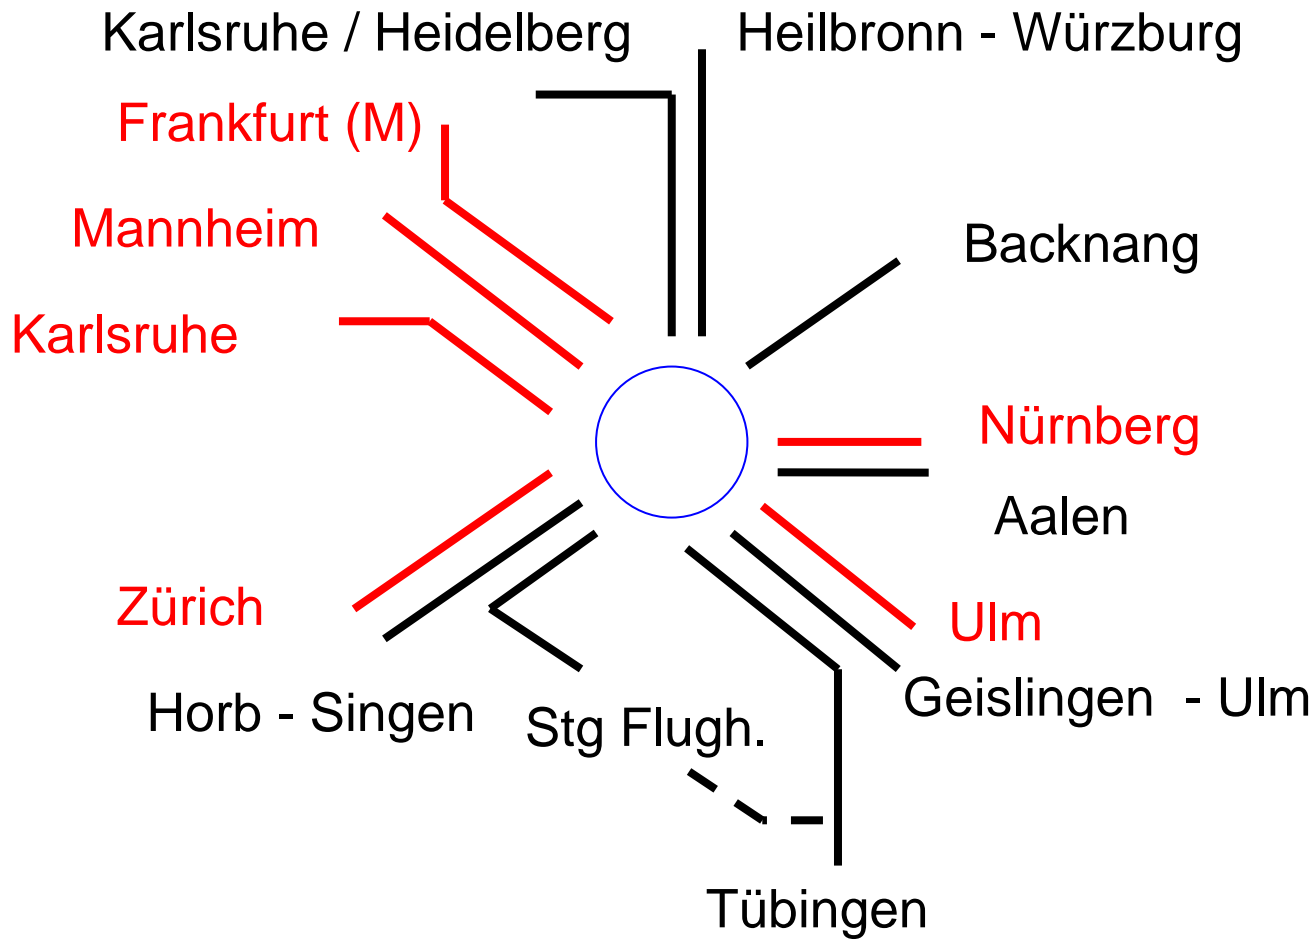 Karlsruhe / Heidelberg
Heilbronn - Würzburg
Frankfurt (M)
Mannheim
Backnang
Karlsruhe
Nürnberg
Aalen
Zürich
Ulm
Horb - Singen
Stg Flugh.
Geislingen - Ulm
Tübingen